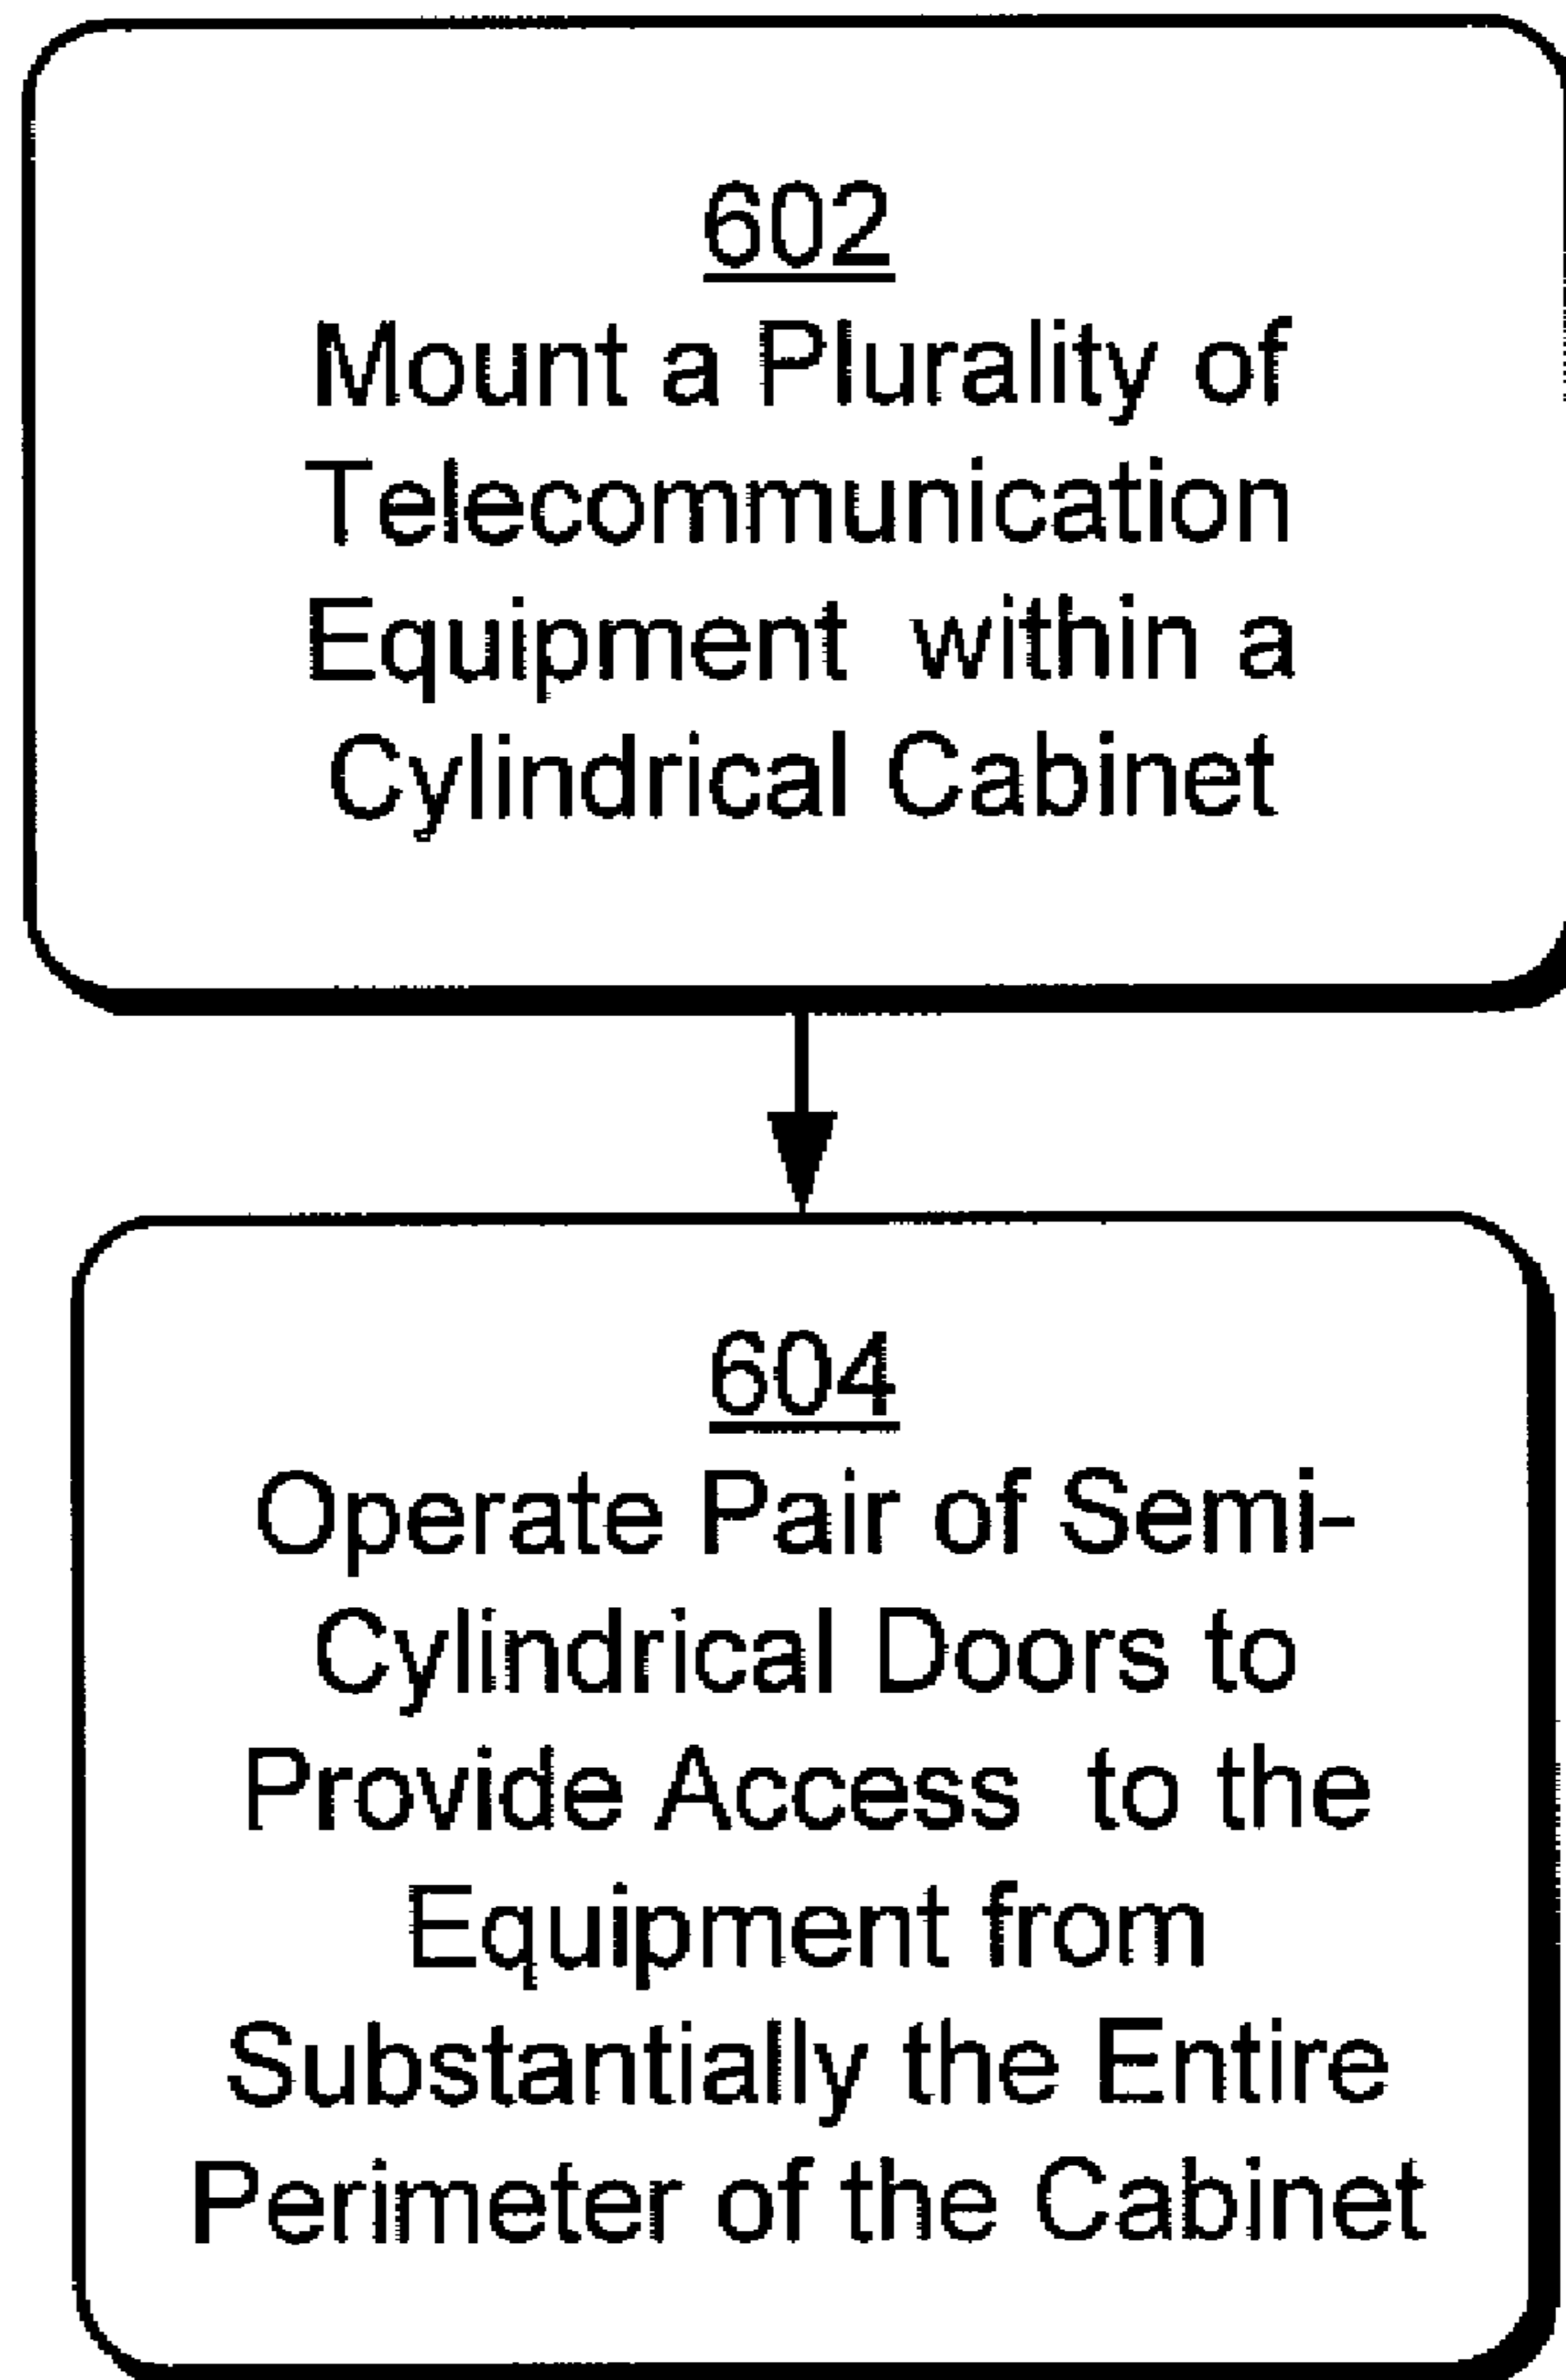 602
Mount a Plurality of
Telecommunication
Equipment within a
Cylindrical Cabinet
604
Operate Pair of Semi-
Cylindrical Doors to
Provide Access to the
Equipment from
Substantially the Entire
Perimeter of the Cabinet